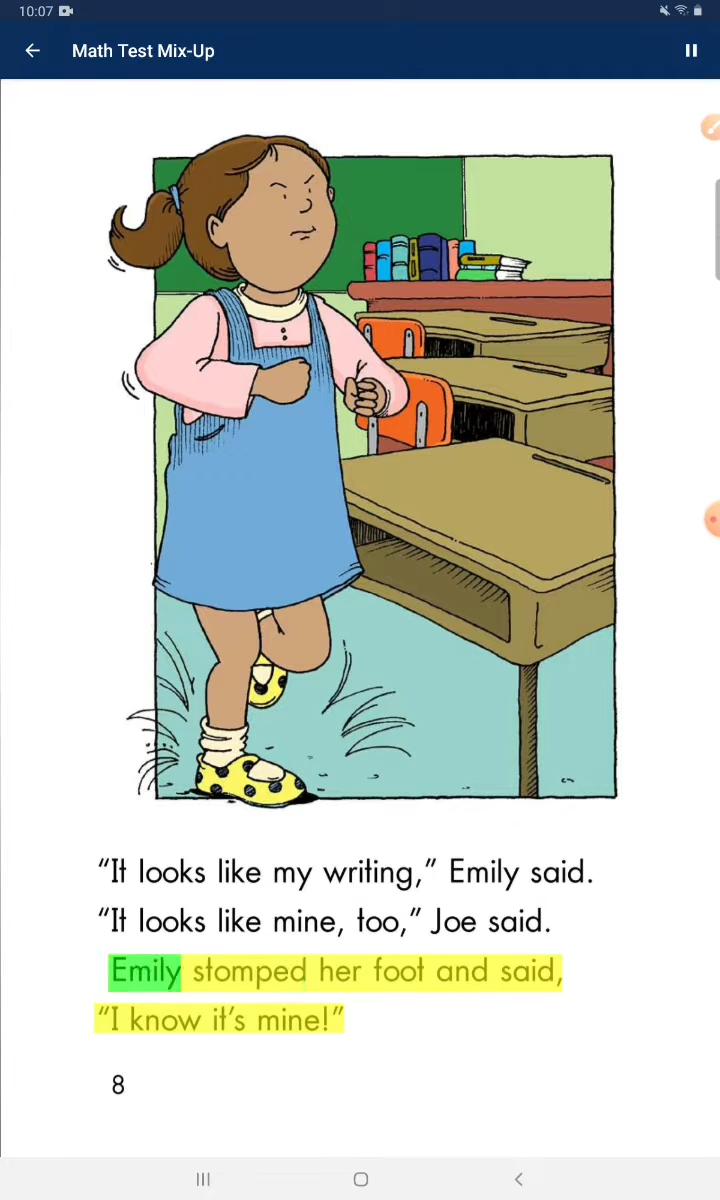 10:07
Math Test Mix-Up
“It looks like my writing,” Emily said.
“It looks like mine, too,” Joe said.
Emily stomped her foot and said,
“I know it’s mine!”
8